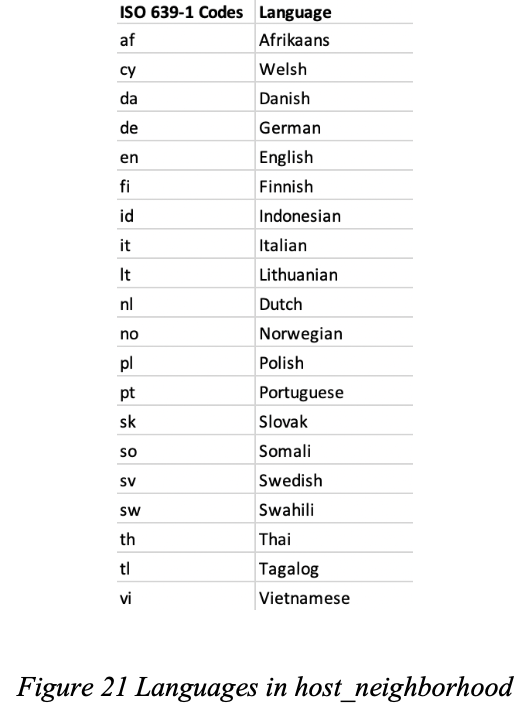 ISO 639-1 Codes Language
af Afrikaans
cy Welsh
da Danish
de German
en English
fi Finnish
id Indonesian
it Italian
lt Lithuanian
nl Dutch
no Norwegian
pl Polish
pt Portuguese
sk Slovak
so Somali
sv Swedish
sw Swahili
th Thai
tl Tagalog
vi Vietnamese
Figure 21 Languages in host_neighborhood